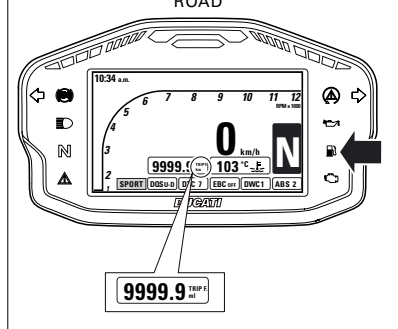 ROAD
10:34 a.m.
1 2 3 4 5 6 7 8 9 10 11 12
RPM x 1000
0 km/h
N
9999.9 TRIP F. km 103 °C
SPORT DQS U-D DTC 7 EBC OFF DWC 1 ABS 2
N
DUCATI
9999.9 TRIP F. ml